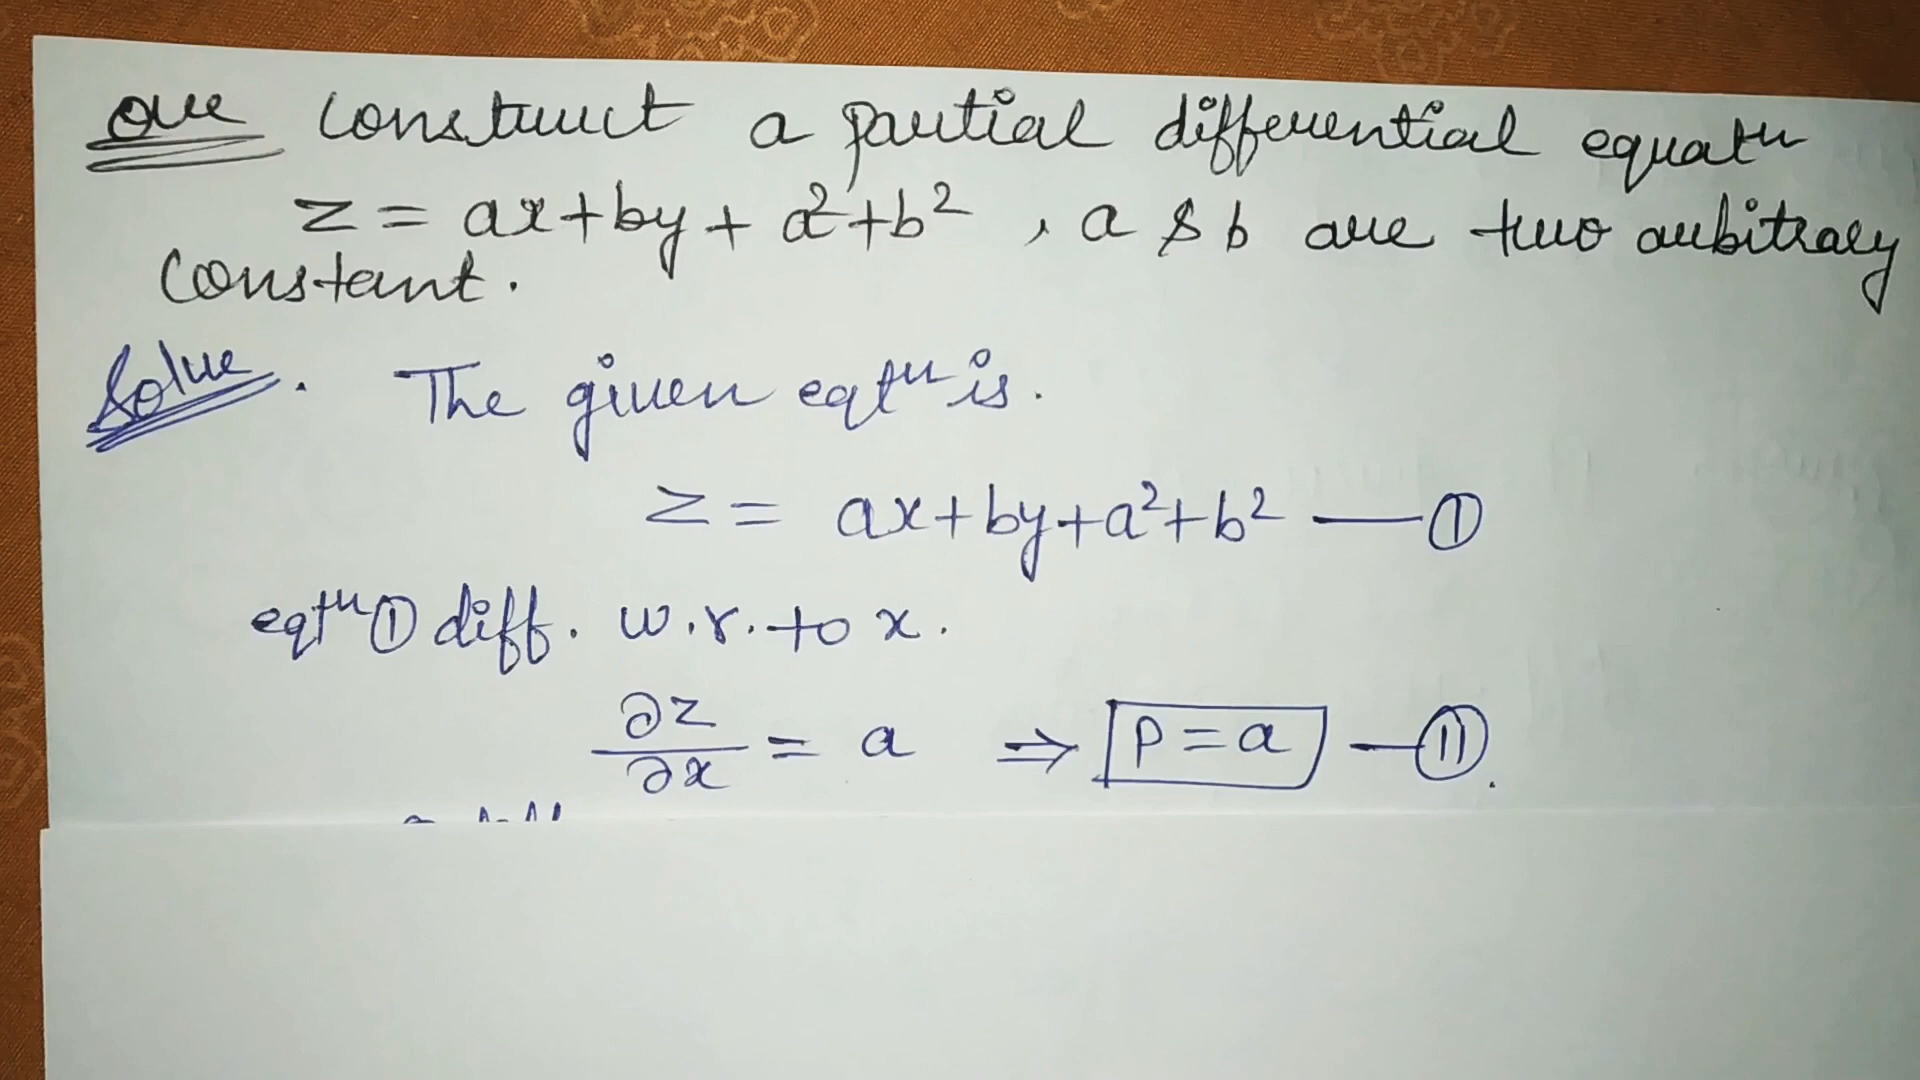 Que Construct a partial differential equatn
z = ax+by+a²+b² , a & b are two arbitrary
Constant.
Solve. The given eqtn is.
z = ax+by+a²+b² — ①
eqtn ① diff. w.r. to x.
∂z/∂x = a ⇒ P = a — ⑪.